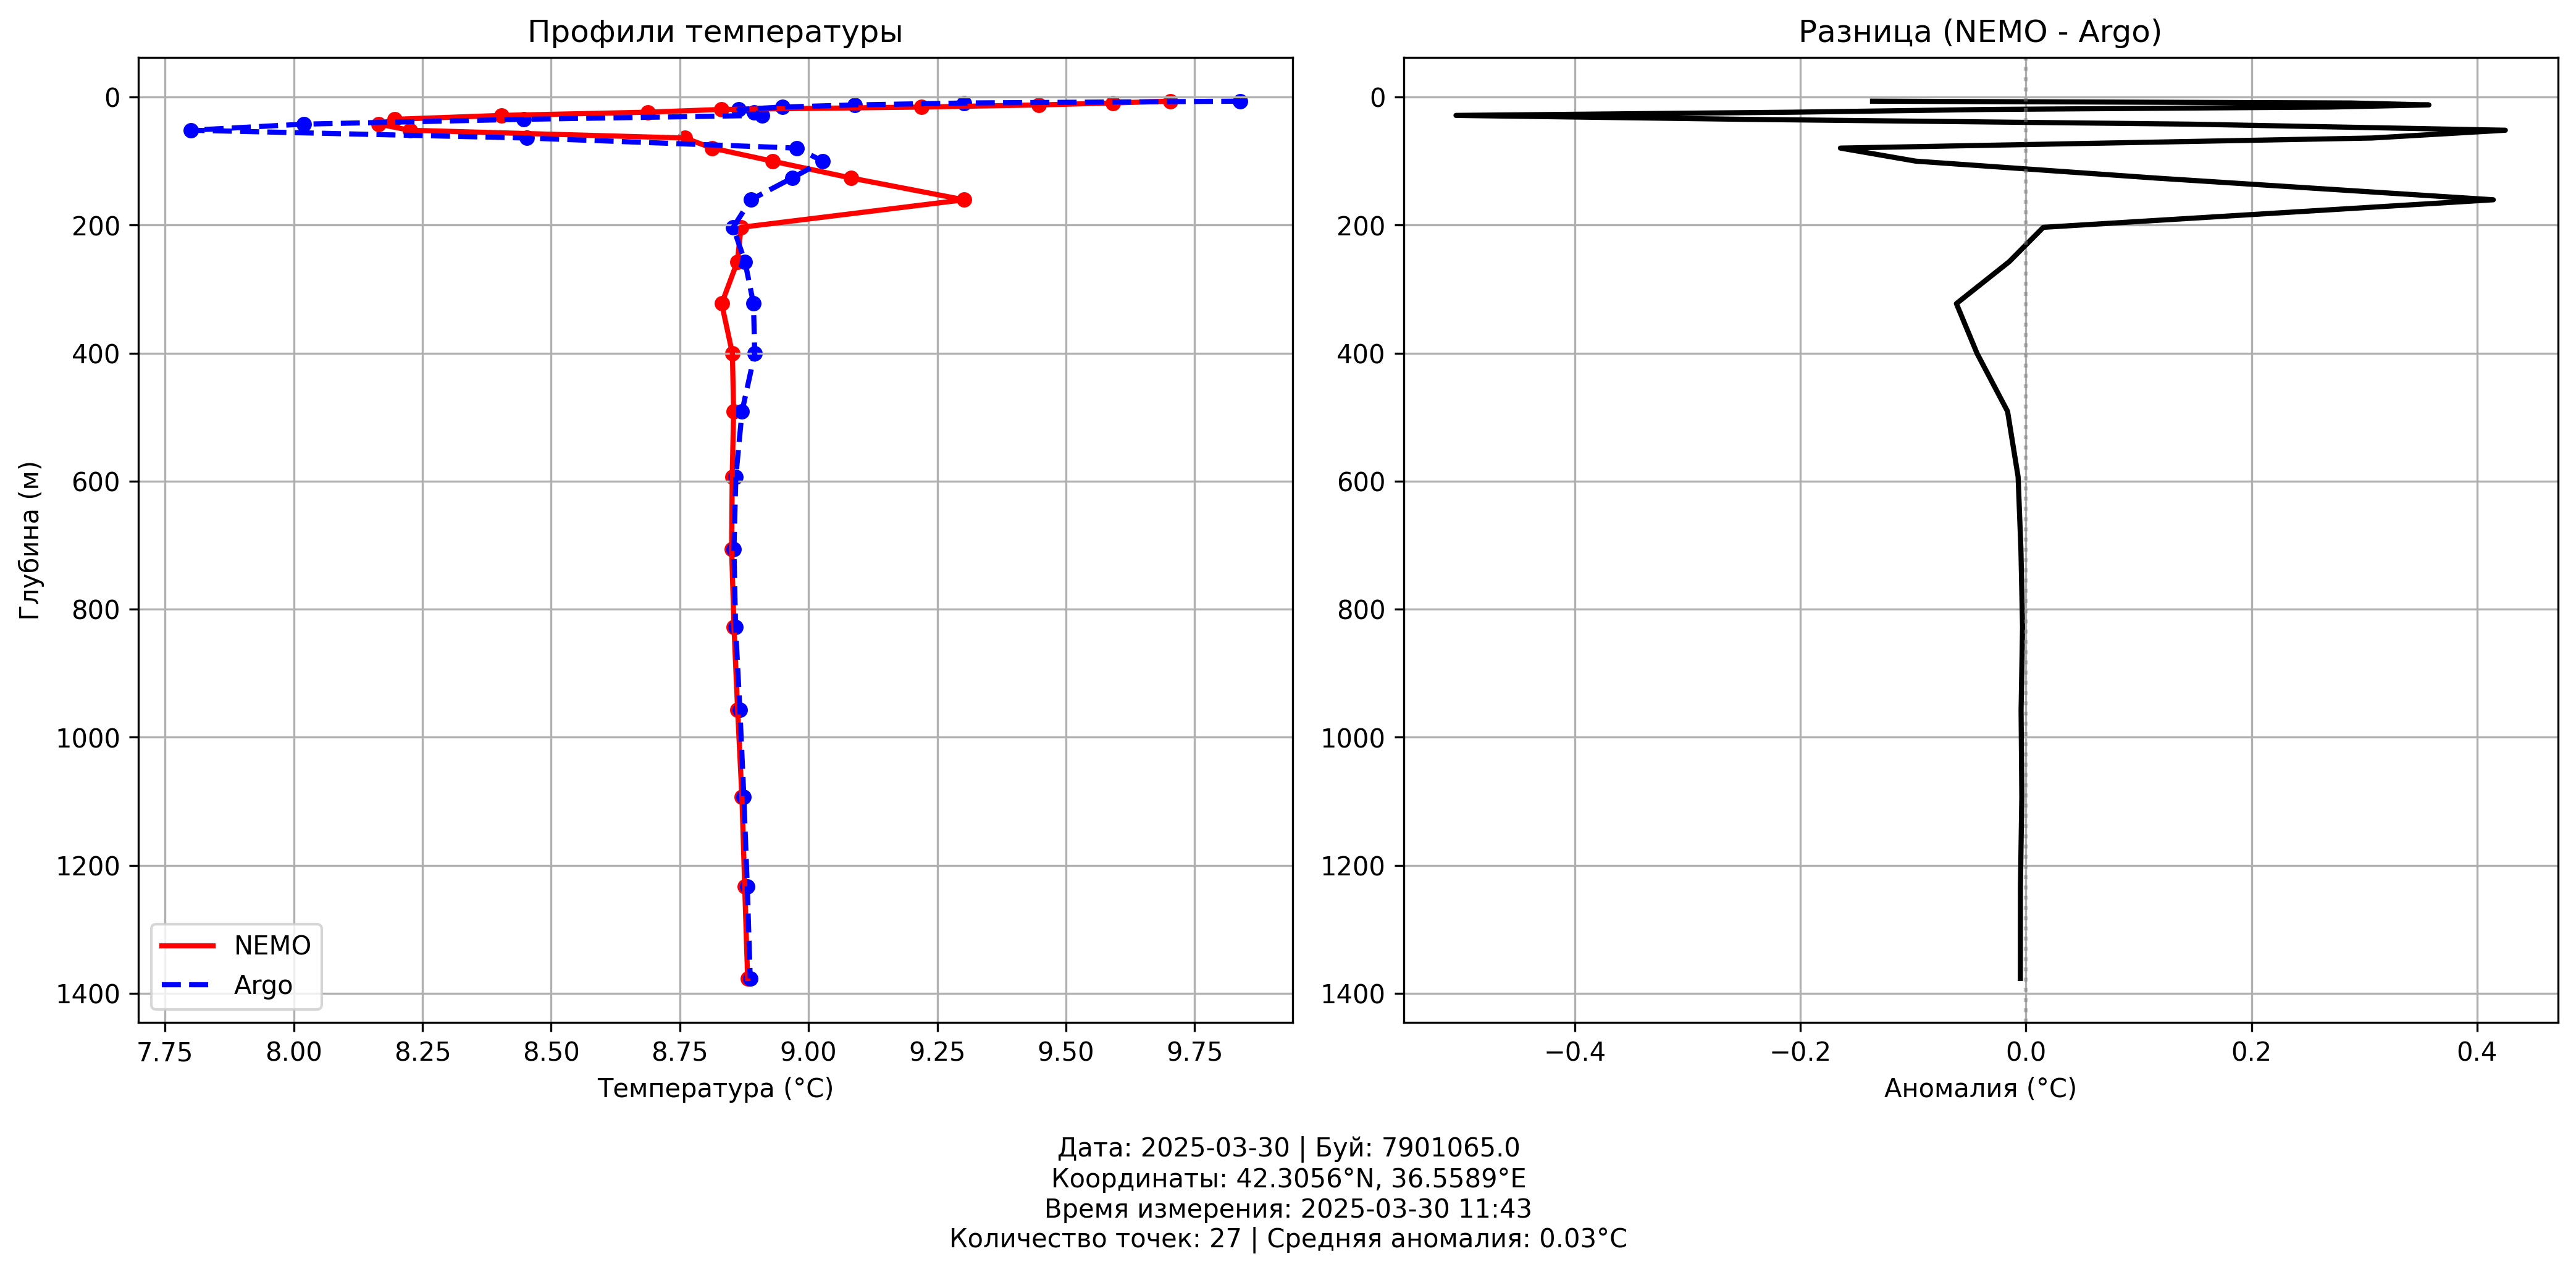 Профили температуры
0
200
400
600
800
1000
1200
1400
Глубина (м)
NEMO
Argo
7.75 8.00 8.25 8.50 8.75 9.00 9.25 9.50 9.75
Температура (°C)
Разница (NEMO - Argo)
0
200
400
600
800
1000
1200
1400
−0.4 −0.2 0.0 0.2 0.4
Аномалия (°C)
Дата: 2025-03-30 | Буй: 7901065.0
Координаты: 42.3056°N, 36.5589°E
Время измерения: 2025-03-30 11:43
Количество точек: 27 | Средняя аномалия: 0.03°C